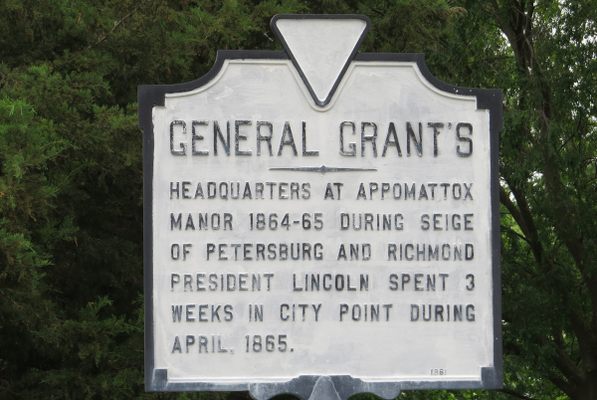 GENERAL GRANT'S
HEADQUARTERS AT APPOMATTOX
MANOR 1864-65 DURING SEIGE
OF PETERSBURG AND RICHMOND
PRESIDENT LINCOLN SPENT 3
WEEKS IN CITY POINT DURING
APRIL, 1865.
1961